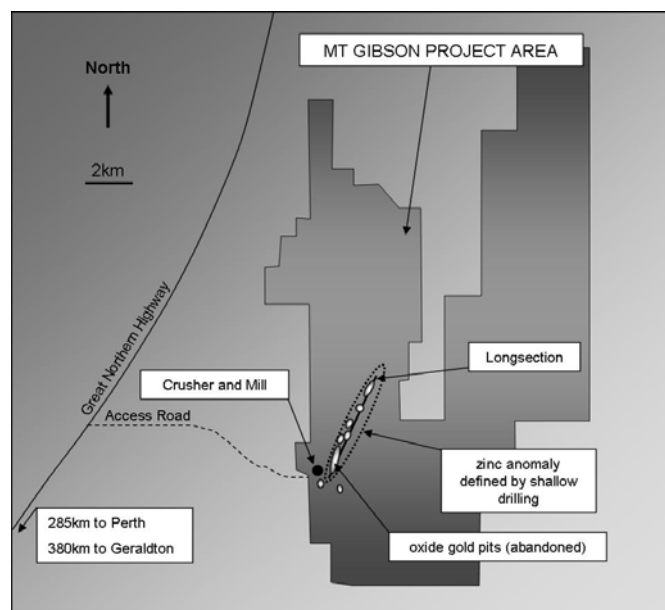 MT GIBSON PROJECT AREA
North
2km
Great Northern Highway
Longsection
Crusher and Mill
Access Road
zinc anomaly
defined by shallow
drilling
285km to Perth
380km to Geraldton
oxide gold pits (abandoned)